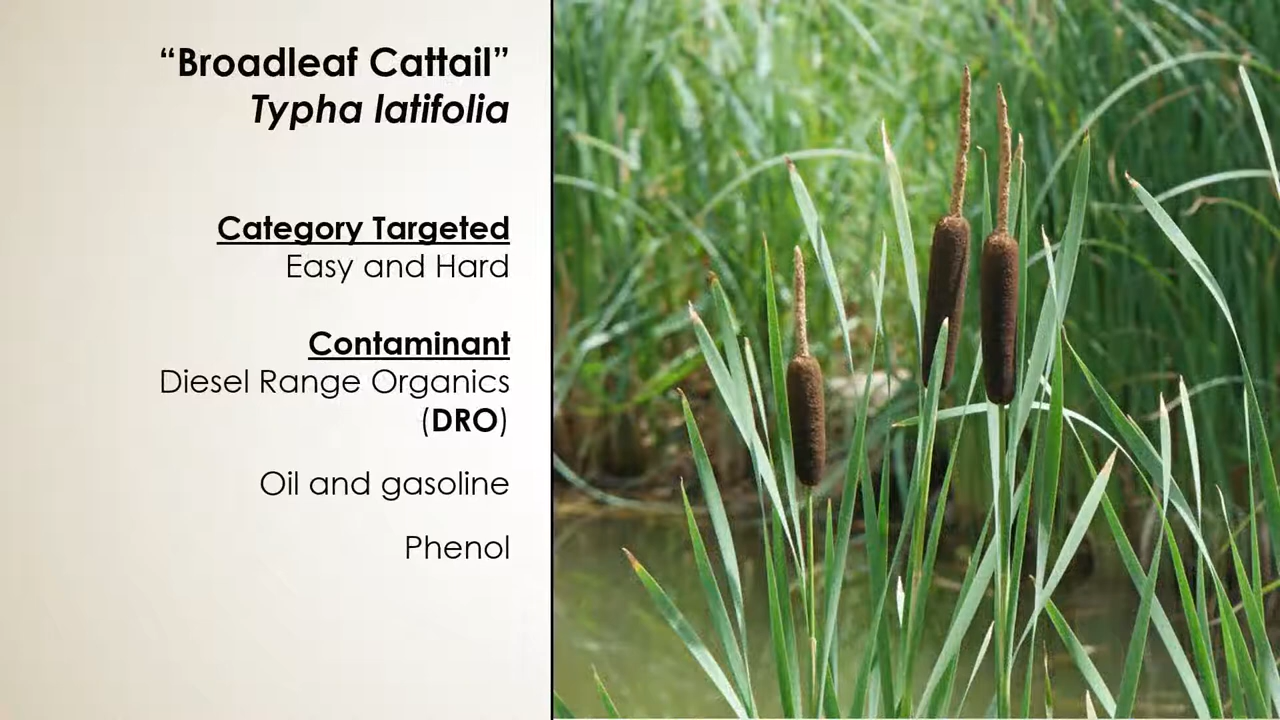 “Broadleaf Cattail”
Typha latifolia
Category Targeted
Easy and Hard
Contaminant
Diesel Range Organics
(DRO)
Oil and gasoline
Phenol